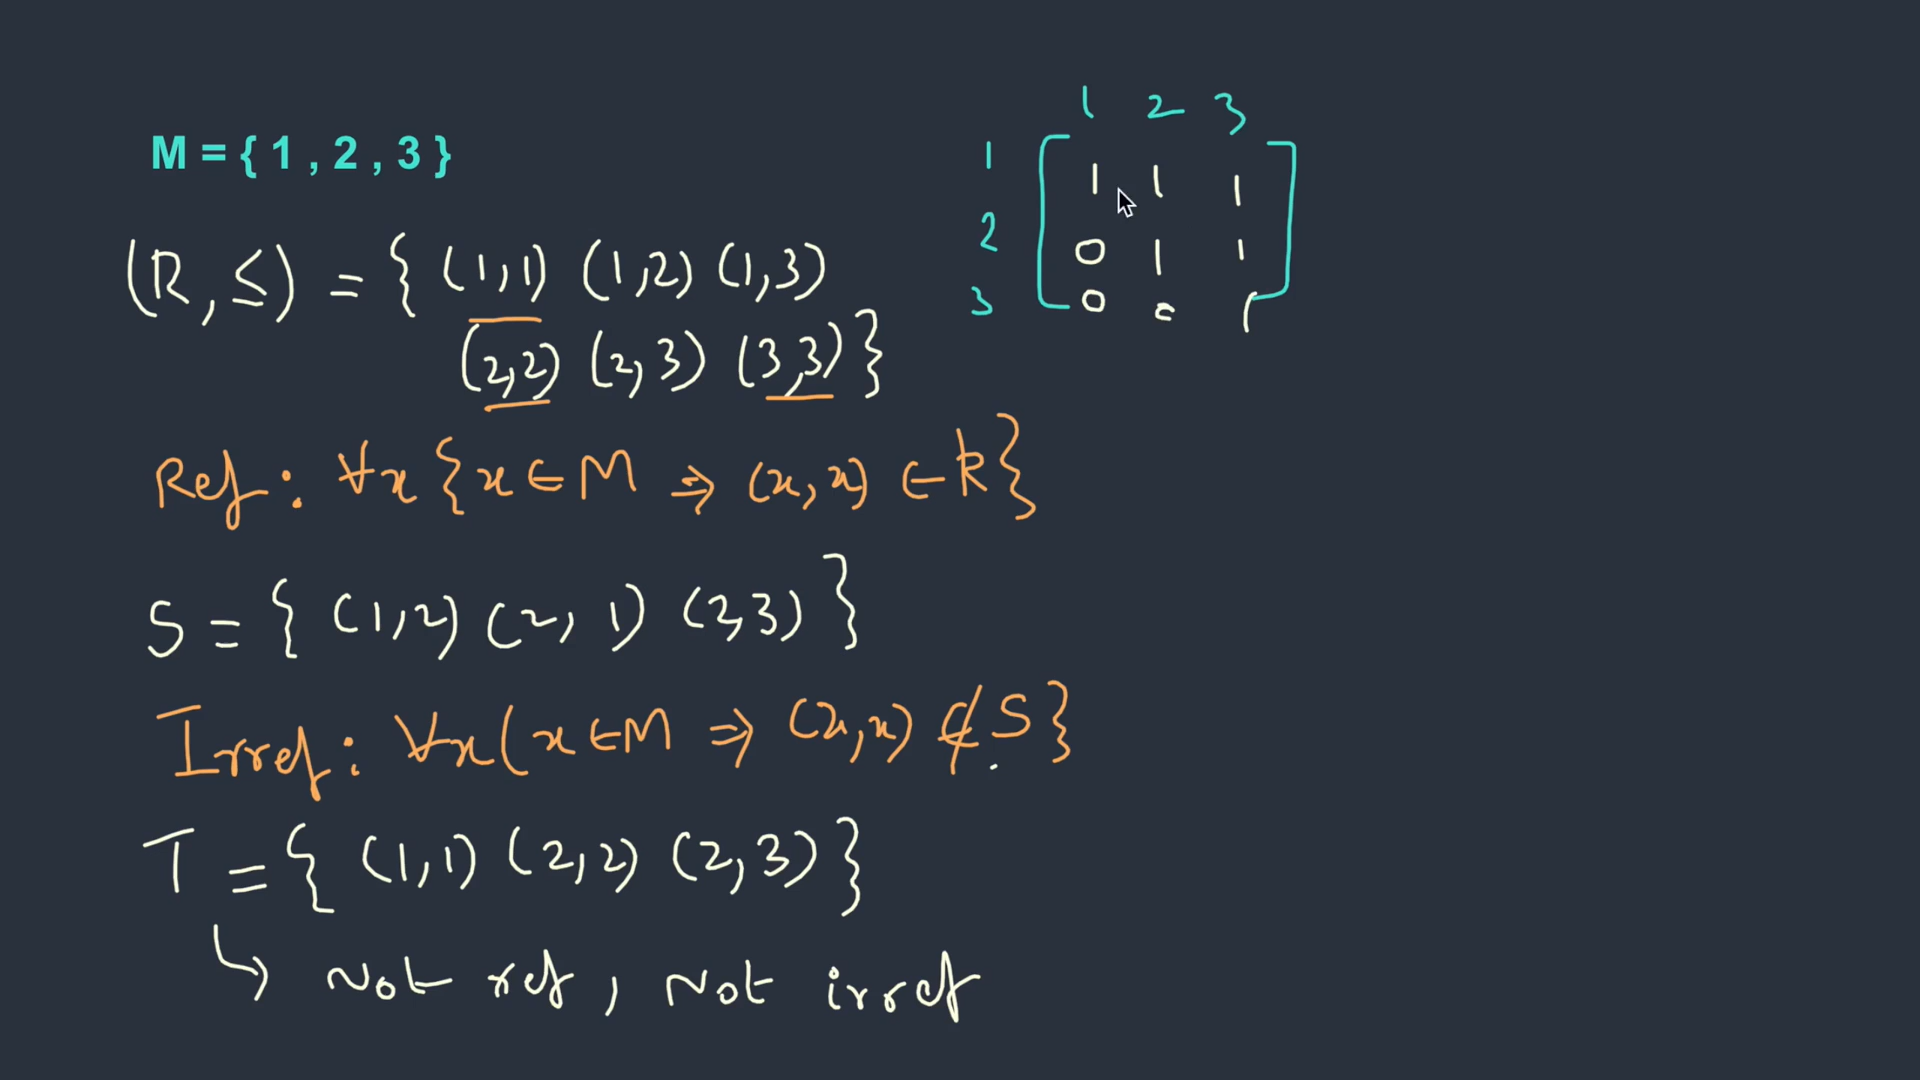 M = { 1 , 2 , 3 }
(R, ≤) = { (1,1) (1,2) (1,3)
(2,2) (2,3) (3,3) }
1 2 3
1 1 1 1
2 0 1 1
3 0 0 1
Ref : ∀x { x ∈ M ⇒ (x,x) ∈ R }
S = { (1,2) (2,1) (2,3) }
Irref : ∀x ( x ∈ M ⇒ (x,x) ∉ S }
T = { (1,1) (2,2) (2,3) }
↳ Not ref , Not irref